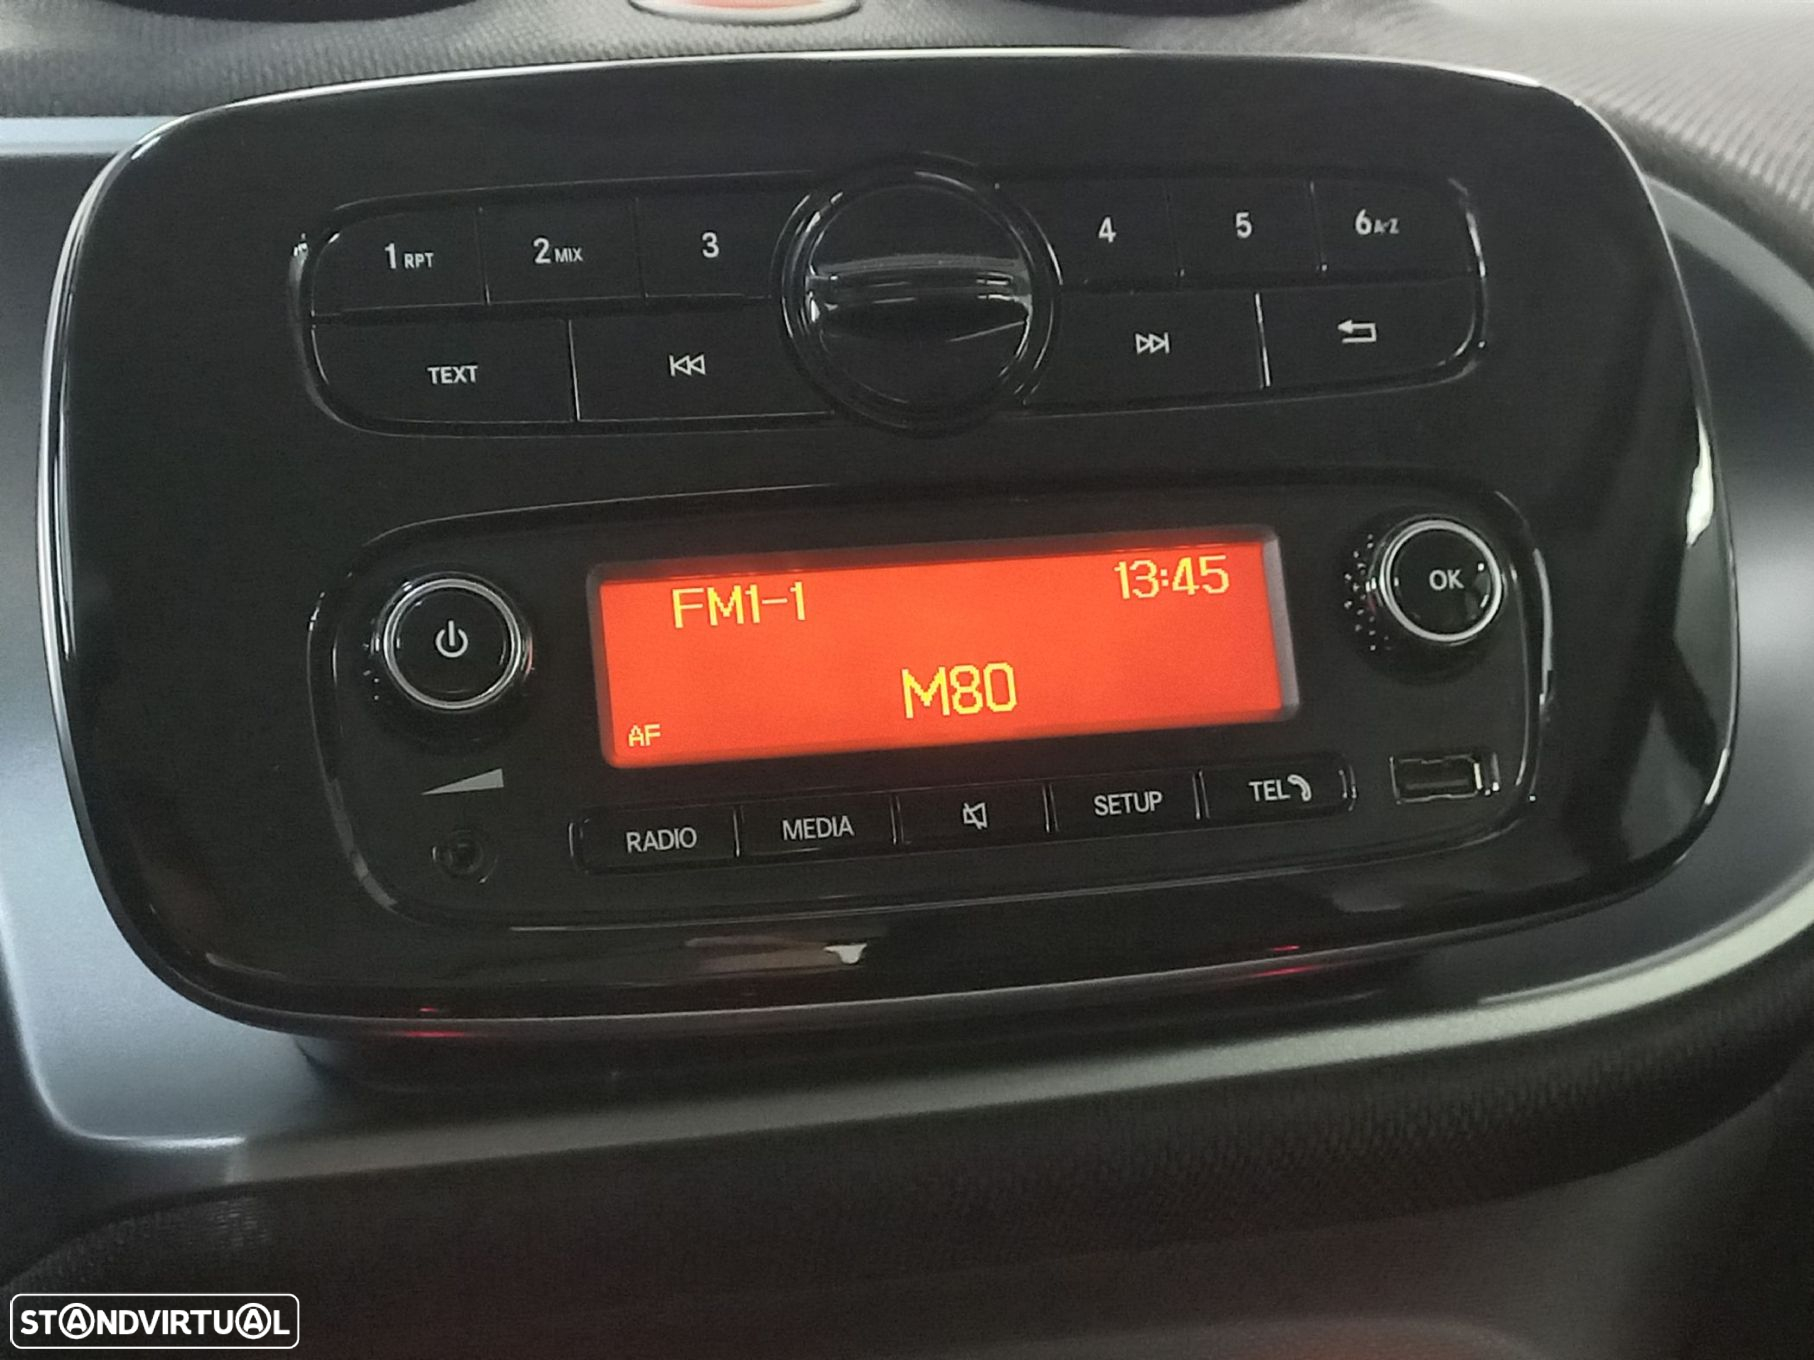 1 RPT 2 MIX 3 4 5 6 A-Z
TEXT
FM1-1 13:45
M80
AF
OK
RADIO MEDIA SETUP TEL
STANDVIRTUAL